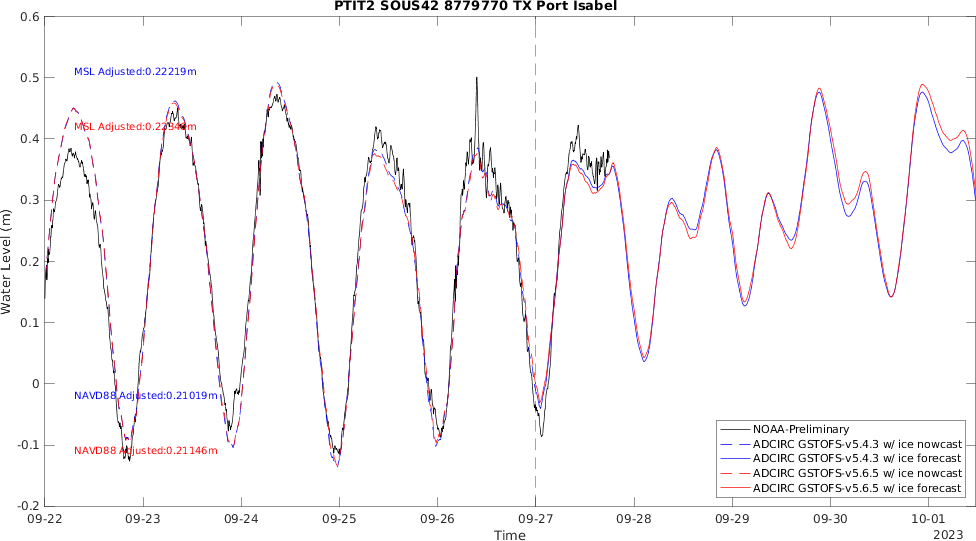 PTIT2 SOUS42 8779770 TX Port Isabel
0.6
0.5
0.4
0.3
0.2
0.1
0
-0.1
-0.2
Water Level (m)
MSL Adjusted:0.22219m
MSL Adjusted:0.22340m
NAVD88 Adjusted:0.21019m
NAVD88 Adjusted:0.21146m
NOAA-Preliminary
ADCIRC GSTOFS-v5.4.3 w/ ice nowcast
ADCIRC GSTOFS-v5.4.3 w/ ice forecast
ADCIRC GSTOFS-v5.6.5 w/ ice nowcast
ADCIRC GSTOFS-v5.6.5 w/ ice forecast
09-22 09-23 09-24 09-25 09-26 09-27 09-28 09-29 09-30 10-01
Time
2023